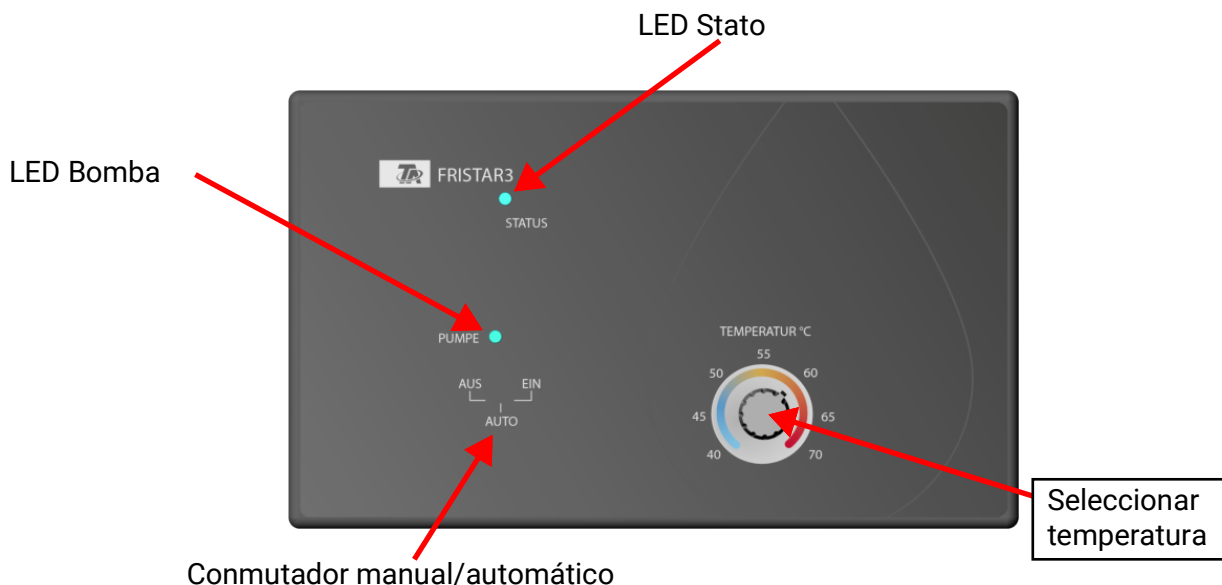 LED Stato
LED Bomba
TA FRISTAR3
STATUS
PUMPE
TEMPERATUR °C
55
50 60
45 65
40 70
AUS EIN
AUTO
Seleccionar
temperatura
Conmutador manual/automático